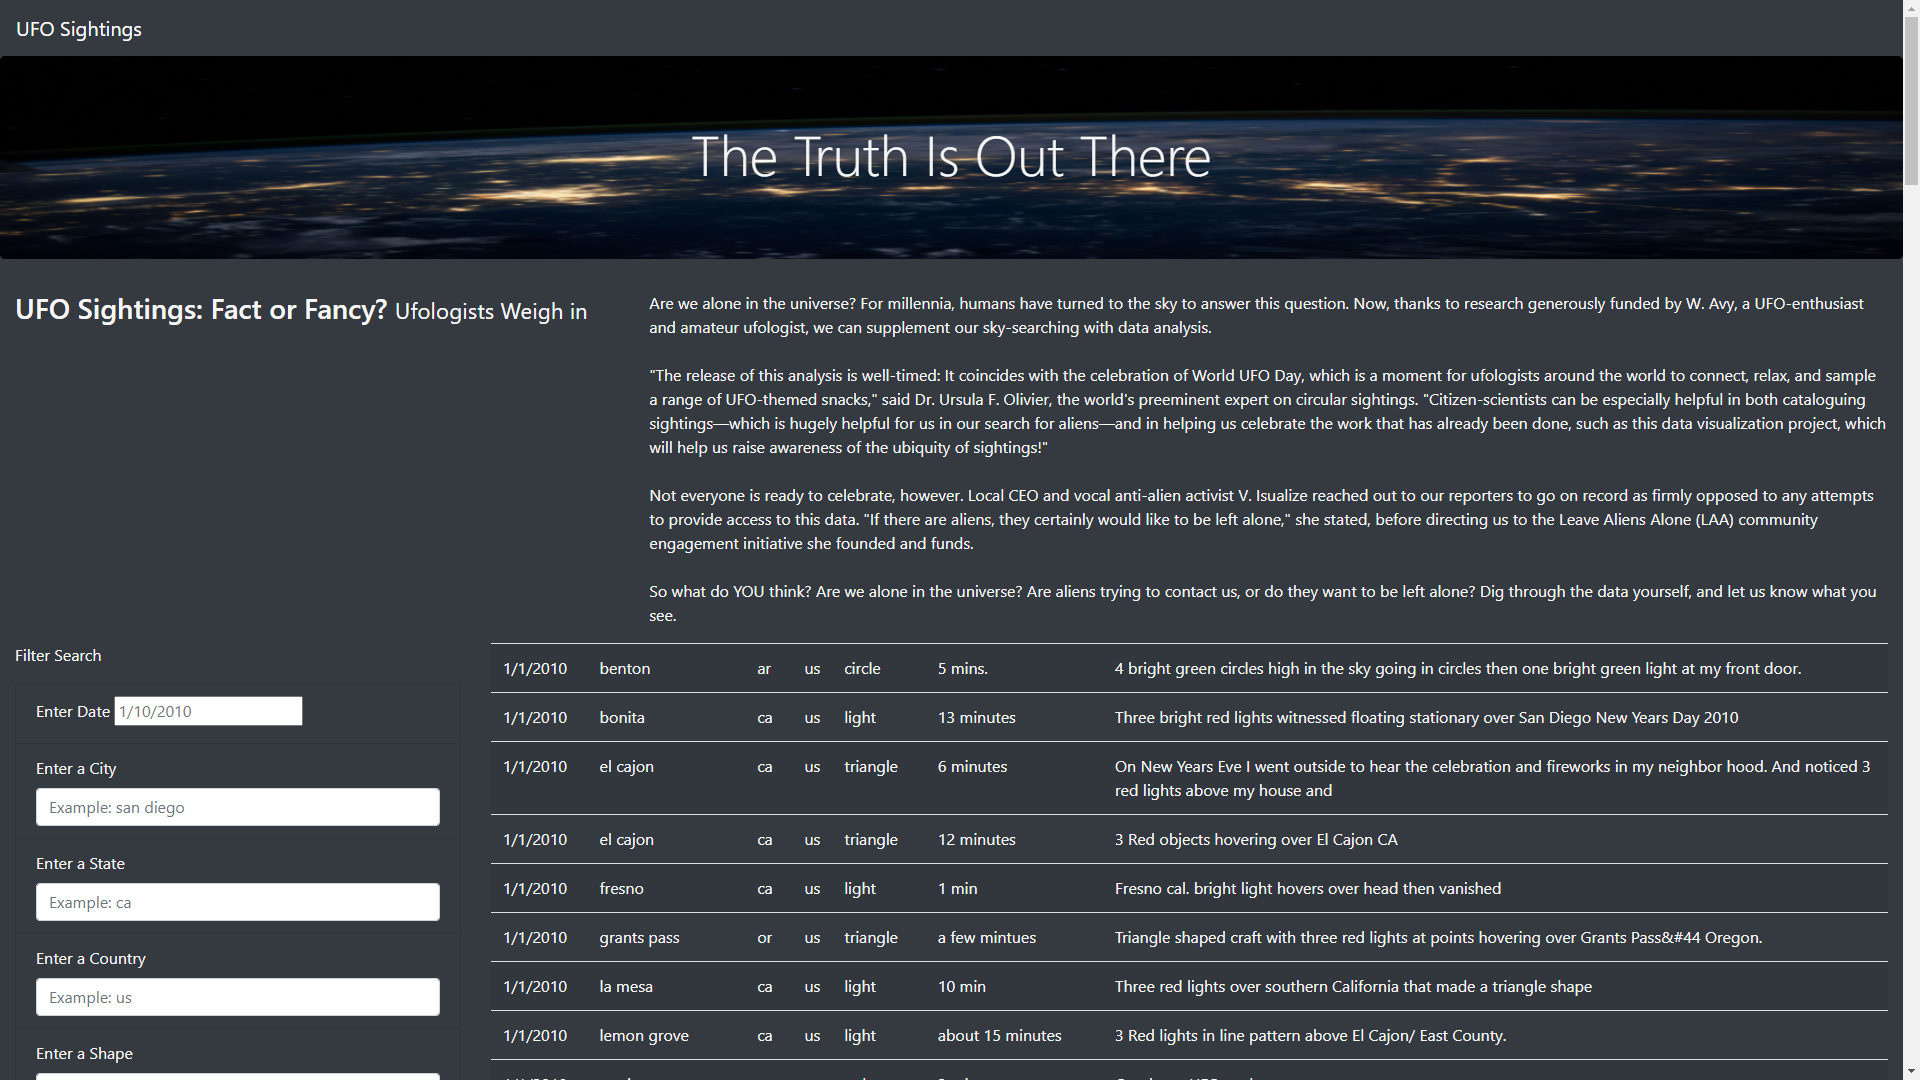 UFO Sightings
The Truth Is Out There
UFO Sightings: Fact or Fancy? Ufologists Weigh in
Are we alone in the universe? For millennia, humans have turned to the sky to answer this question. Now, thanks to research generously funded by W. Avy, a UFO-enthusiast
and amateur ufologist, we can supplement our sky-searching with data analysis.
"The release of this analysis is well-timed: It coincides with the celebration of World UFO Day, which is a moment for ufologists around the world to connect, relax, and sample
a range of UFO-themed snacks," said Dr. Ursula F. Olivier, the world's preeminent expert on circular sightings. "Citizen-scientists can be especially helpful in both cataloguing
sightings—which is hugely helpful for us in our search for aliens—and in helping us celebrate the work that has already been done, such as this data visualization project, which
will help us raise awareness of the ubiquity of sightings!"
Not everyone is ready to celebrate, however. Local CEO and vocal anti-alien activist V. Isualize reached out to our reporters to go on record as firmly opposed to any attempts
to provide access to this data. "If there are aliens, they certainly would like to be left alone," she stated, before directing us to the Leave Aliens Alone (LAA) community
engagement initiative she founded and funds.
So what do YOU think? Are we alone in the universe? Are aliens trying to contact us, or do they want to be left alone? Dig through the data yourself, and let us know what you
see.
Filter Search
Enter Date 1/10/2010
Enter a City
Example: san diego
Enter a State
Example: ca
Enter a Country
Example: us
Enter a Shape
1/1/2010 benton ar us circle 5 mins. 4 bright green circles high in the sky going in circles then one bright green light at my front door.
1/1/2010 bonita ca us light 13 minutes Three bright red lights witnessed floating stationary over San Diego New Years Day 2010
1/1/2010 el cajon ca us triangle 6 minutes On New Years Eve I went outside to hear the celebration and fireworks in my neighbor hood. And noticed 3
red lights above my house and
1/1/2010 el cajon ca us triangle 12 minutes 3 Red objects hovering over El Cajon CA
1/1/2010 fresno ca us light 1 min Fresno cal. bright light hovers over head then vanished
1/1/2010 grants pass or us triangle a few mintues Triangle shaped craft with three red lights at points hovering over Grants Pass&#44 Oregon.
1/1/2010 la mesa ca us light 10 min Three red lights over southern California that made a triangle shape
1/1/2010 lemon grove ca us light about 15 minutes 3 Red lights in line pattern above El Cajon/ East County.